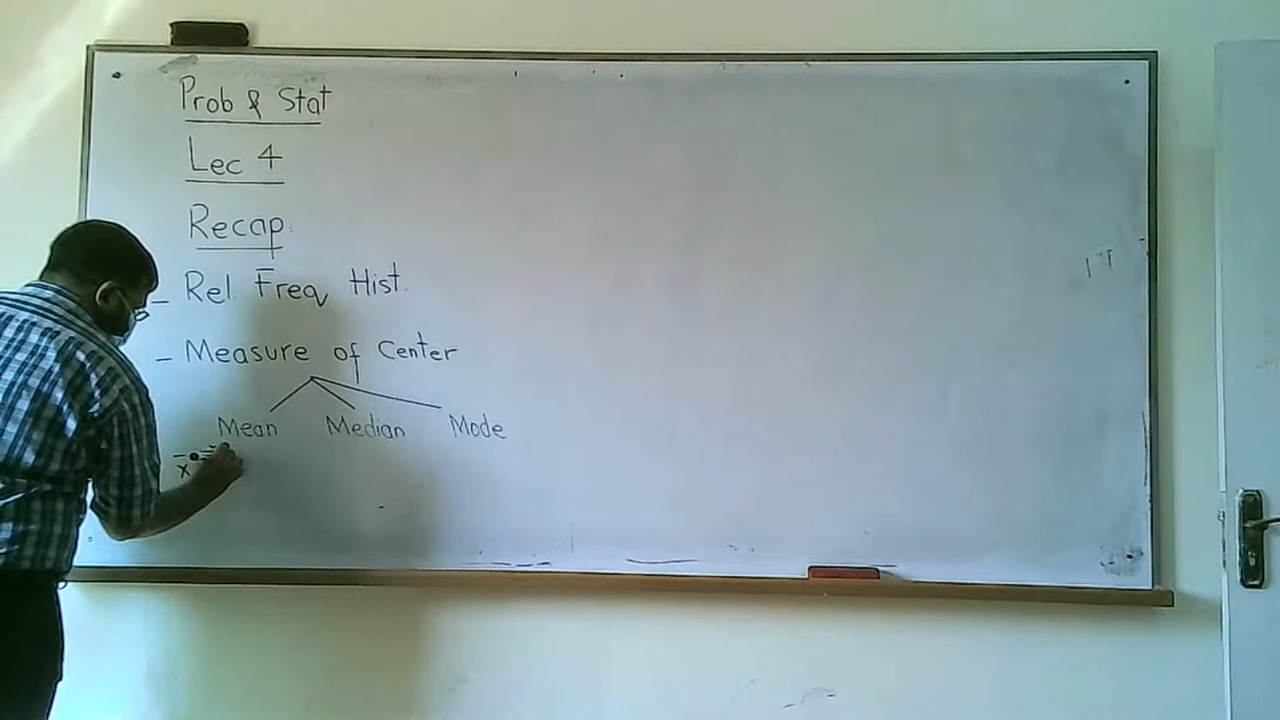 Prob & Stat
Lec 4
Recap:
- Rel. Freq Hist.
- Measure of Center
Mean Median Mode
x̄ =